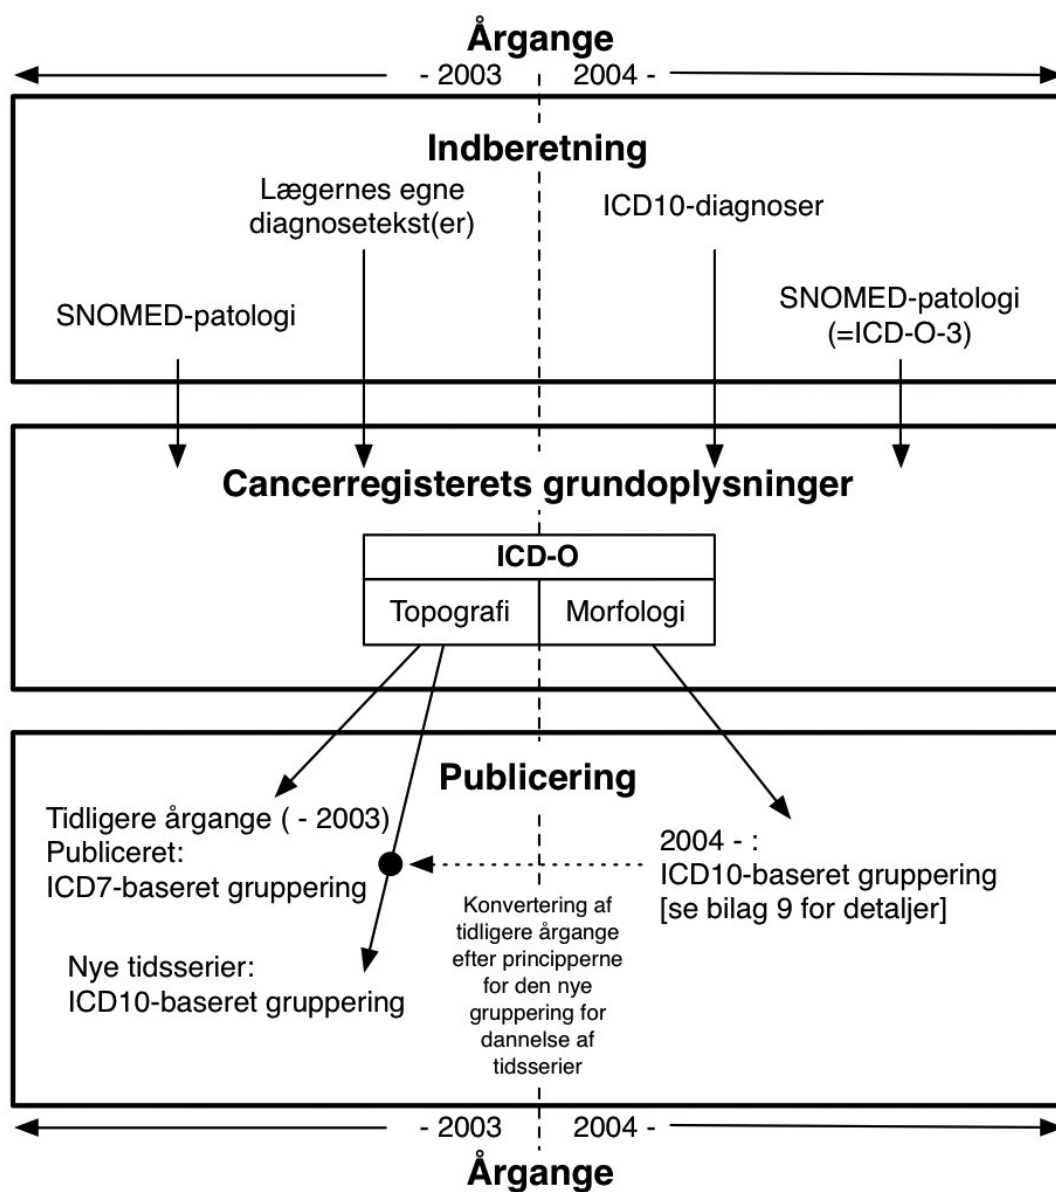 Årgange
- 2003 2004 -
Indberetning
Lægernes egne
diagnosetekst(er)
ICD10-diagnoser
SNOMED-patologi
SNOMED-patologi
(=ICD-O-3)
Cancerregisterets grundoplysninger
ICD-O
Topografi Morfologi
Publicering
Tidligere årgange ( - 2003)
Publiceret:
ICD7-baseret gruppering
2004 - :
ICD10-baseret gruppering
[se bilag 9 for detaljer]
Nye tidsserier:
ICD10-baseret gruppering
Konvertering af
tidligere årgange
efter principperne
for den nye
gruppering for
dannelse af
tidsserier
- 2003 2004 -
Årgange